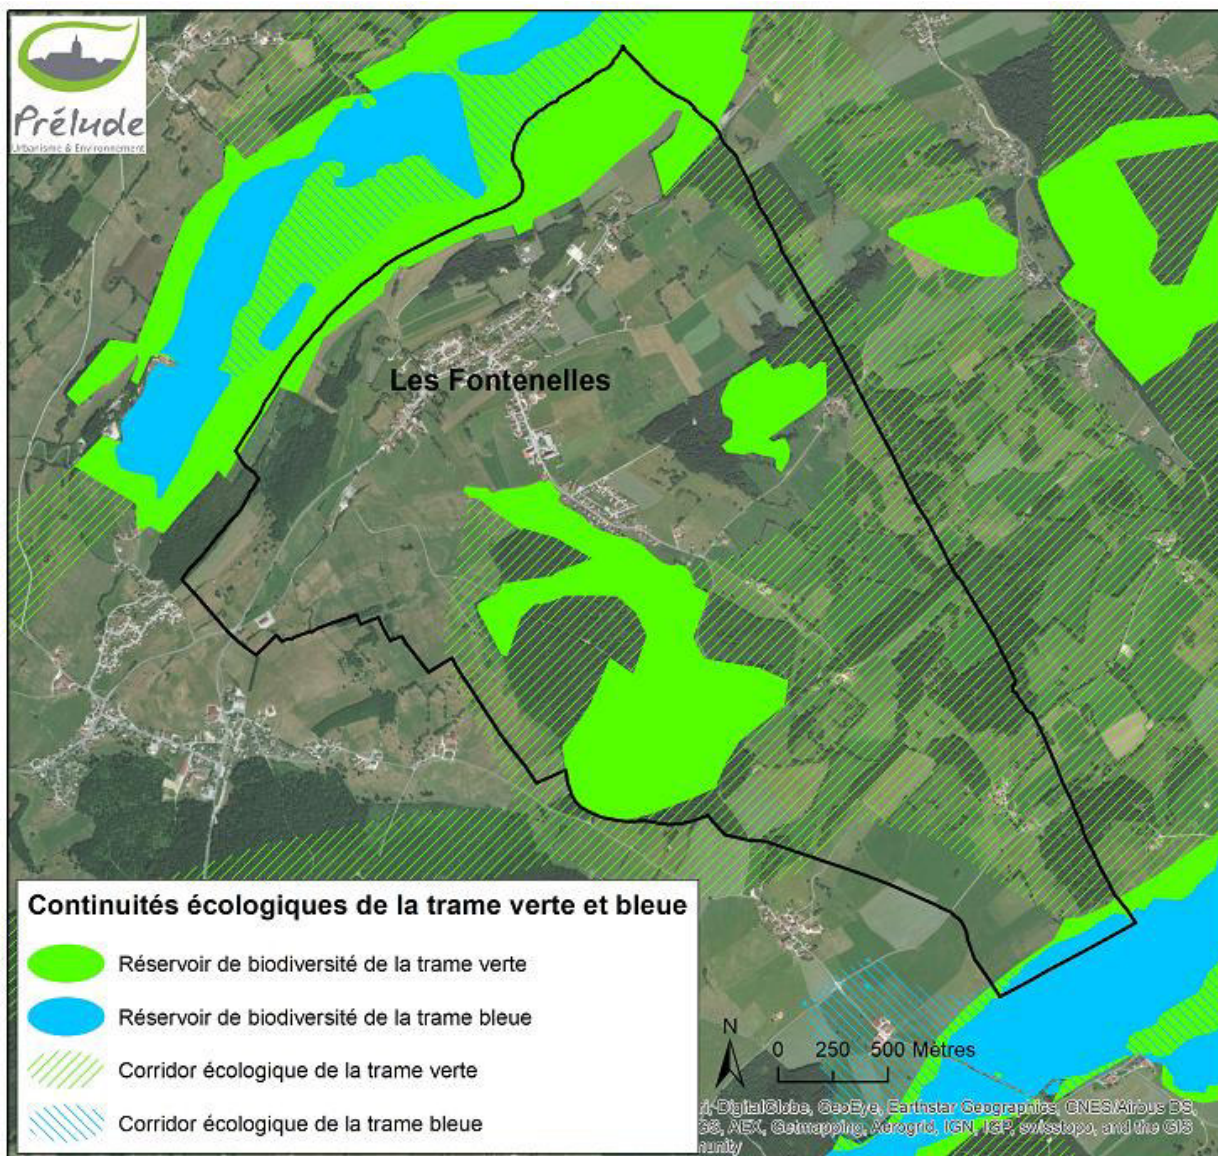 Prélude
Urbanisme & Environnement
Les Fontenelles
Continuités écologiques de la trame verte et bleue
Réservoir de biodiversité de la trame verte
Réservoir de biodiversité de la trame bleue
Corridor écologique de la trame verte
Corridor écologique de la trame bleue
N
0 250 500 Mètres
DigitalGlobe, GeoEye, Earthstar Geographics, CNES/Airbus DS,
AEX, Getmapping, Aerogrid, IGN, IGP, swisstopo, and the GIS